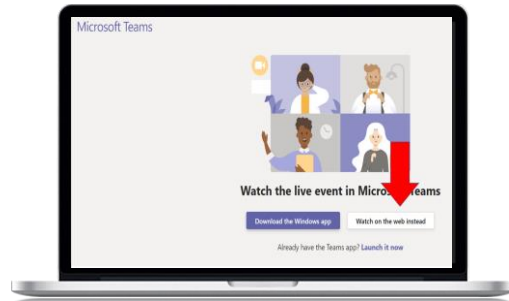 Microsoft Teams
Watch the live event in Micros Teams
Download the Windows app
Watch on the web instead
Already have the Teams app? Launch it now